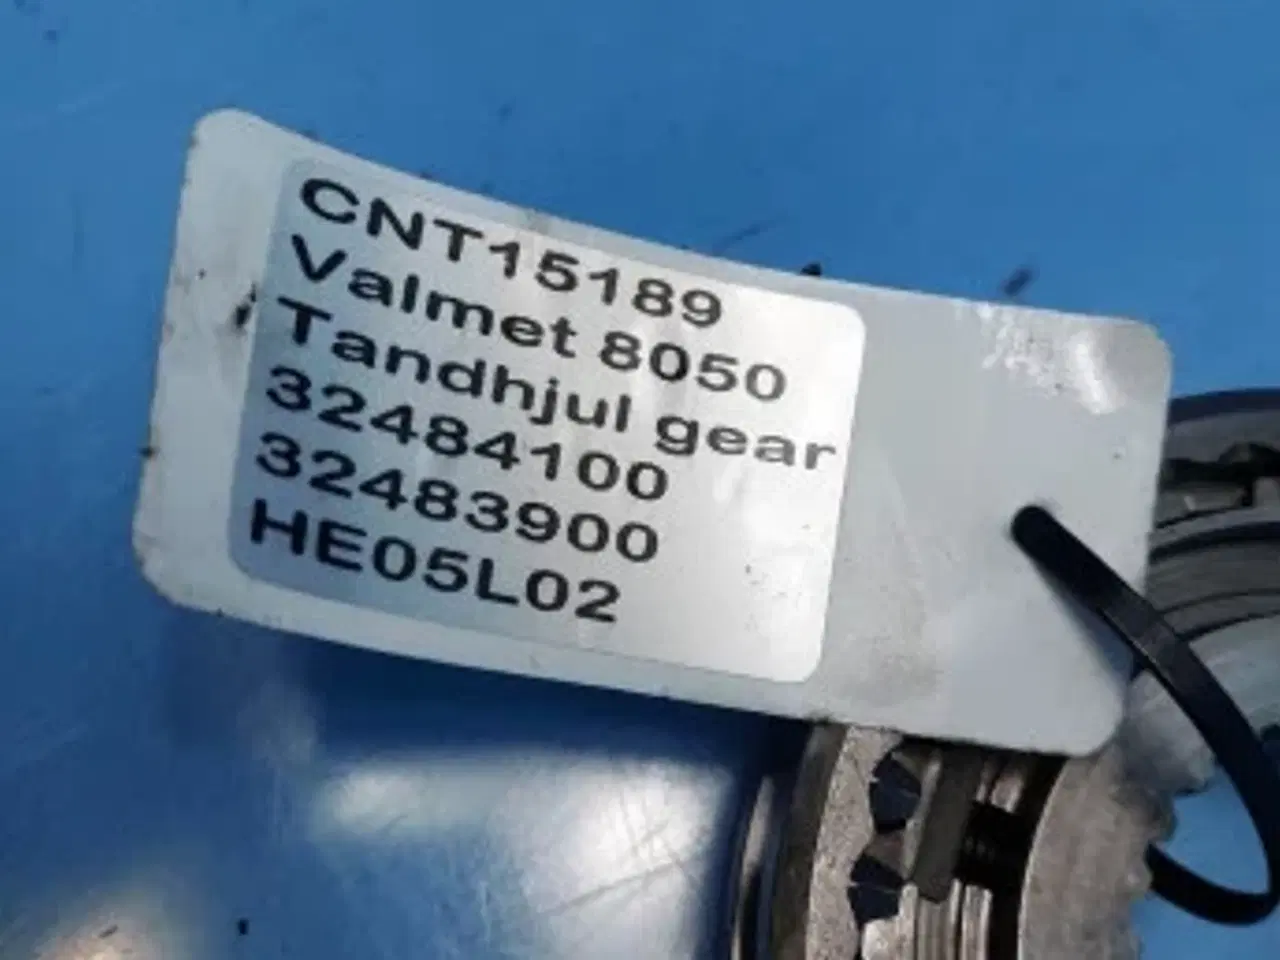 CNT15189
Valmet 8050
Tandhjul gear
32484100
32483900
HE05L02